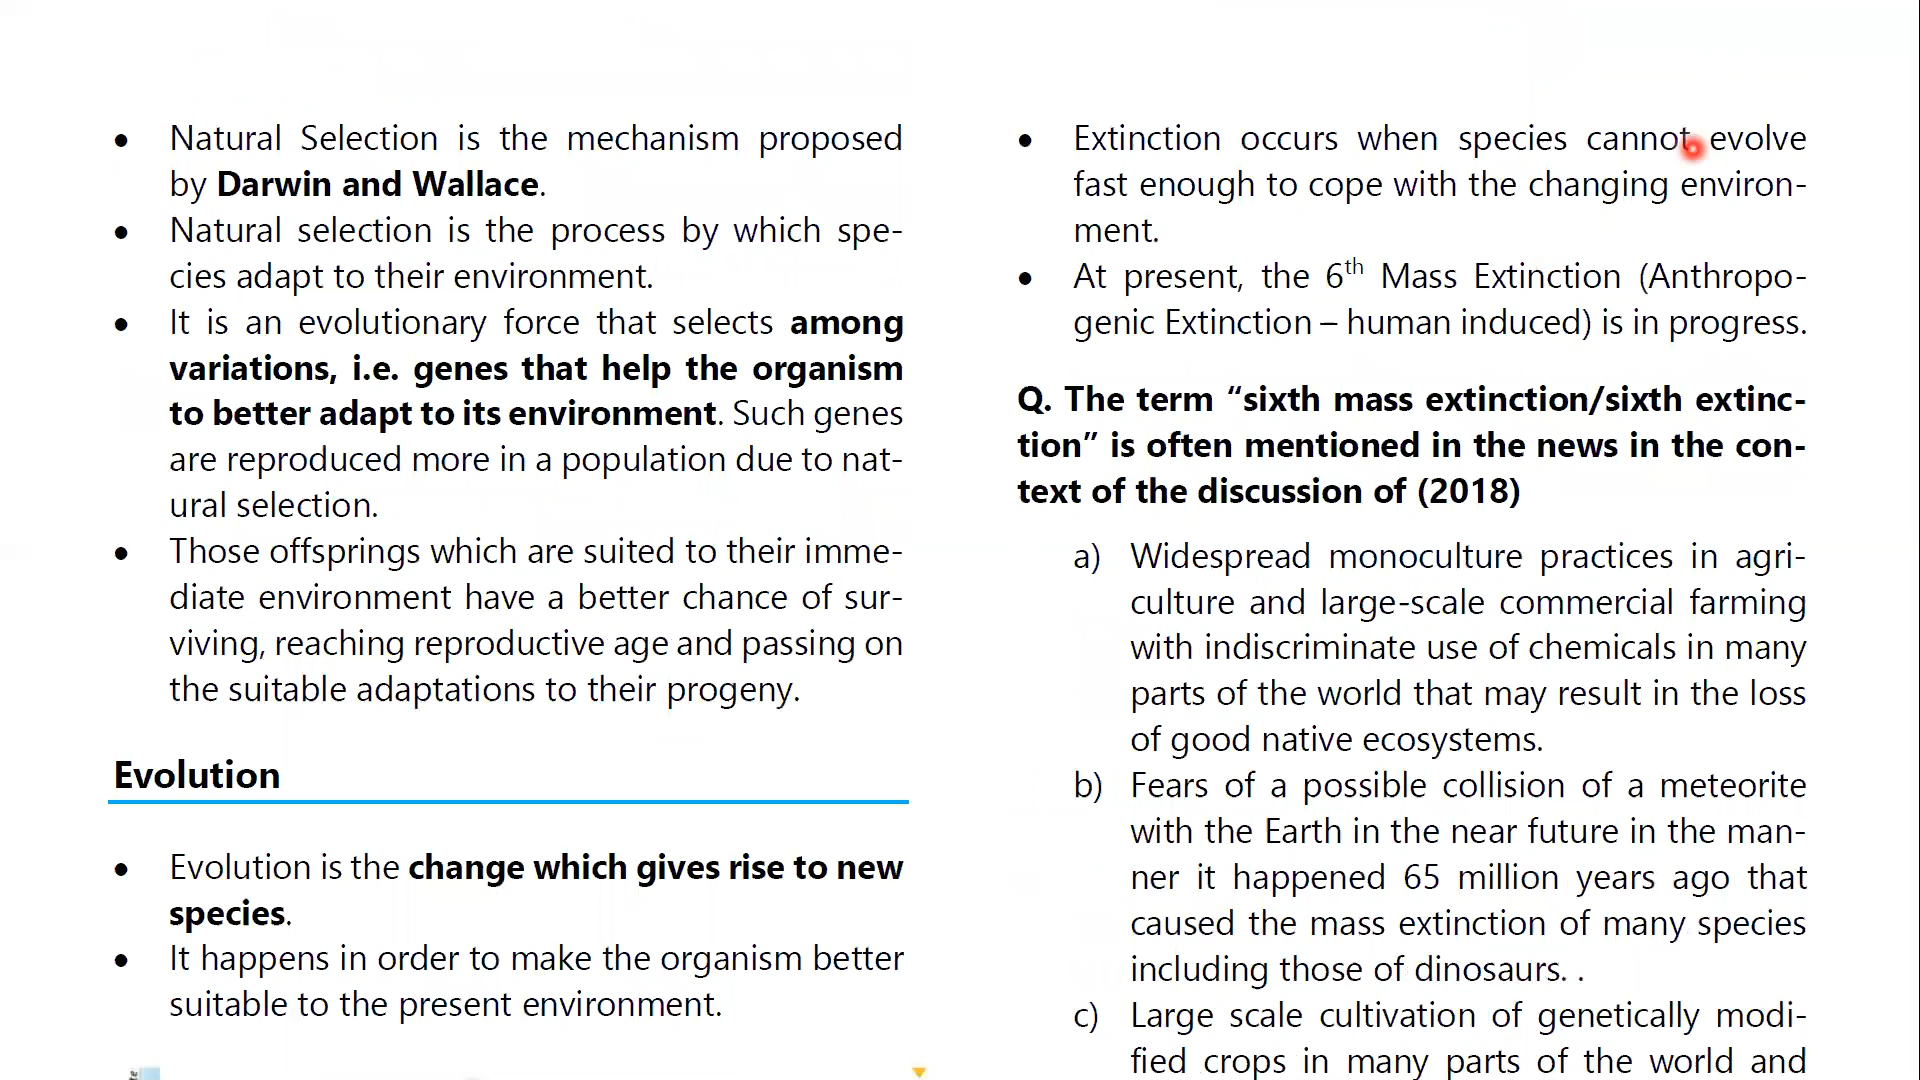 • Natural Selection is the mechanism proposed
by Darwin and Wallace.
• Natural selection is the process by which spe-
cies adapt to their environment.
• It is an evolutionary force that selects among
variations, i.e. genes that help the organism
to better adapt to its environment. Such genes
are reproduced more in a population due to nat-
ural selection.
• Those offsprings which are suited to their imme-
diate environment have a better chance of sur-
viving, reaching reproductive age and passing on
the suitable adaptations to their progeny.
Evolution
• Evolution is the change which gives rise to new
species.
• It happens in order to make the organism better
suitable to the present environment.
• Extinction occurs when species cannot evolve
fast enough to cope with the changing environ-
ment.
• At present, the 6th Mass Extinction (Anthropo-
genic Extinction – human induced) is in progress.
Q. The term “sixth mass extinction/sixth extinc-
tion” is often mentioned in the news in the con-
text of the discussion of (2018)
a) Widespread monoculture practices in agri-
culture and large-scale commercial farming
with indiscriminate use of chemicals in many
parts of the world that may result in the loss
of good native ecosystems.
b) Fears of a possible collision of a meteorite
with the Earth in the near future in the man-
ner it happened 65 million years ago that
caused the mass extinction of many species
including those of dinosaurs. .
c) Large scale cultivation of genetically modi-
fied crops in many parts of the world and